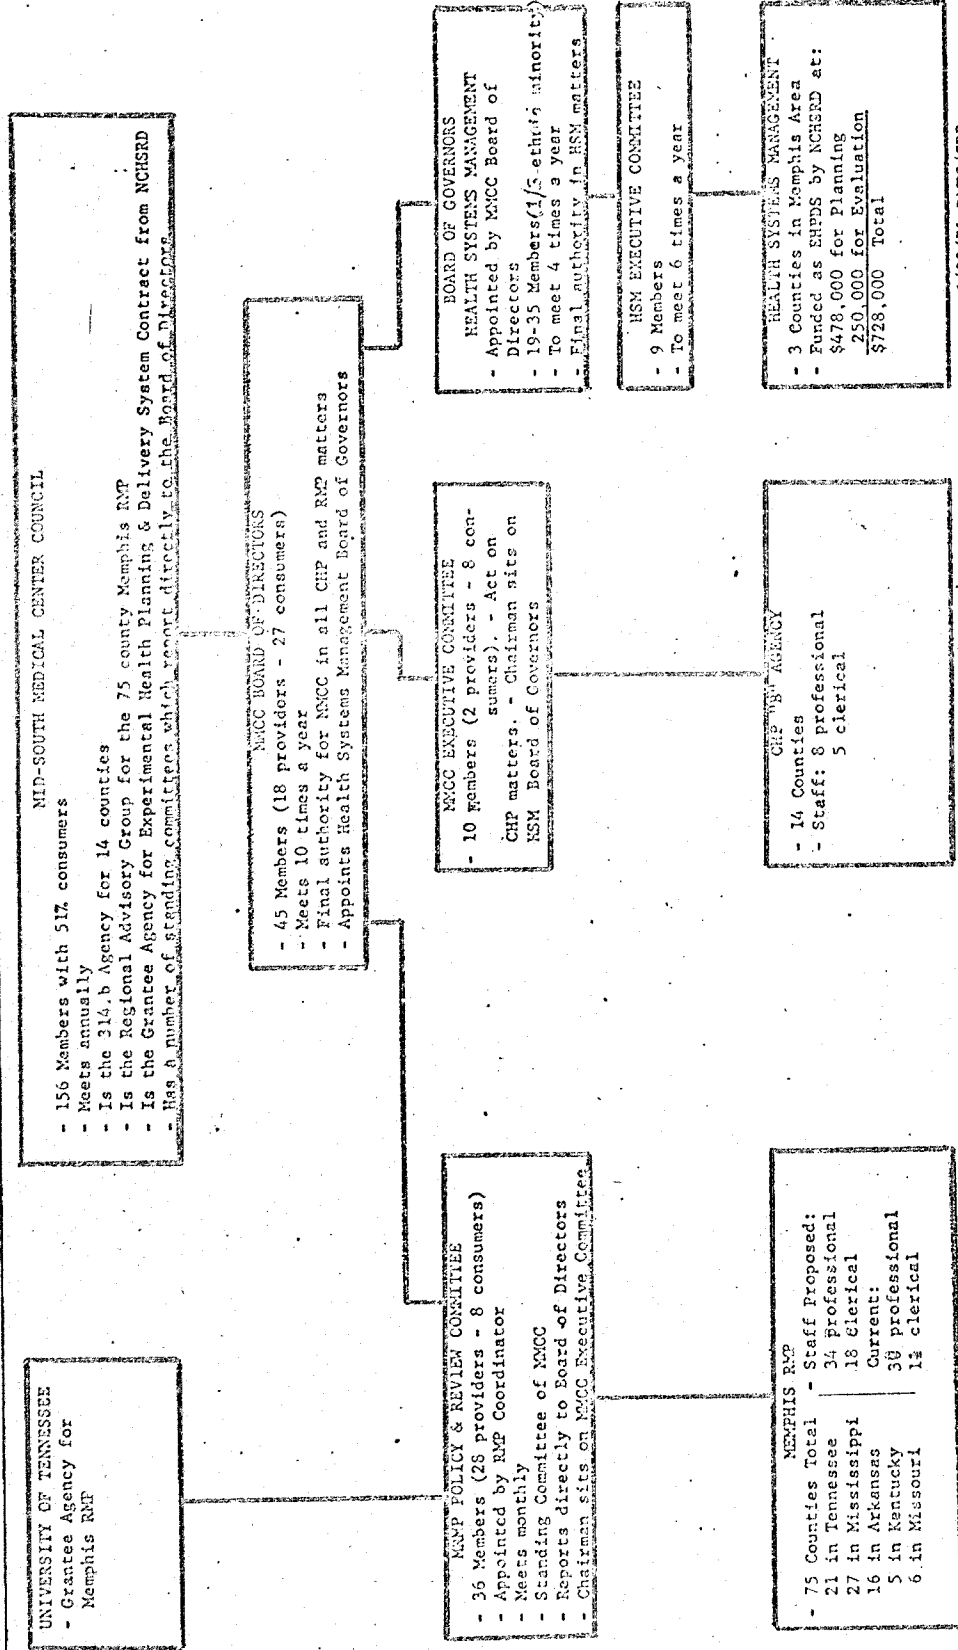 UNIVERSITY OF TENNESSEE
- Grantee Agency for
Memphis RMP
MID-SOUTH MEDICAL CENTER COUNCIL
- 156 Members with 51% consumers
- Meets annually
- Is the 314.b Agency for 14 counties
- Is the Regional Advisory Group for the 75 county Memphis RMP
- Is the Grantee Agency for Experimental Health Planning & Delivery System Contract from NCHSRD
- Has a number of standing committees which report directly to the Board of Directors
MMCC BOARD OF DIRECTORS
- 45 Members (18 providors - 27 consumers)
- Meets 10 times a year
- Final authority for MMCC in all CHP and RMP matters
- Appoints Health Systems Management Board of Governors
MRMP POLICY & REVIEW COMMITTEE
- 36 Members (28 providers - 8 consumers)
- Appointed by RMP Coordinator
- Meets monthly
- Standing Committee of MMCC
- Reports directly to Board of Directors
- Chairman sits on MMCC Executive Committee
MMCC EXECUTIVE COMMITTEE
- 10 Members (2 providers - 8 con-
sumers). - Act on
CHP matters. - Chairman sits on
HSM Board of Governors
BOARD OF GOVERNORS
HEALTH SYSTEMS MANAGEMENT
- Appointed by MMCC Board of
Directors
- 19-35 Members(1/3 ethnic minority)
- To meet 4 times a year
- Final authority in HSM matters
HSM EXECUTIVE COMMITTEE
- 9 Members
- To meet 6 times a year
MEMPHIS RMP
- 75 Counties Total - Staff Proposed:
21 in Tennessee 34 professional
27 in Mississippi 18 clerical
16 in Arkansas Current:
5 in Kentucky 30 professional
6 in Missouri clerical
CHP "B" AGENCY
- 14 Counties
- Staff: 8 professional
5 clerical
HEALTH SYSTEMS MANAGEMENT
- 3 Counties in Memphis Area
- Funded as EHPDS by NCHSRD at:
$478,000 for Planning
250,000 for Evaluation
$728,000 Total